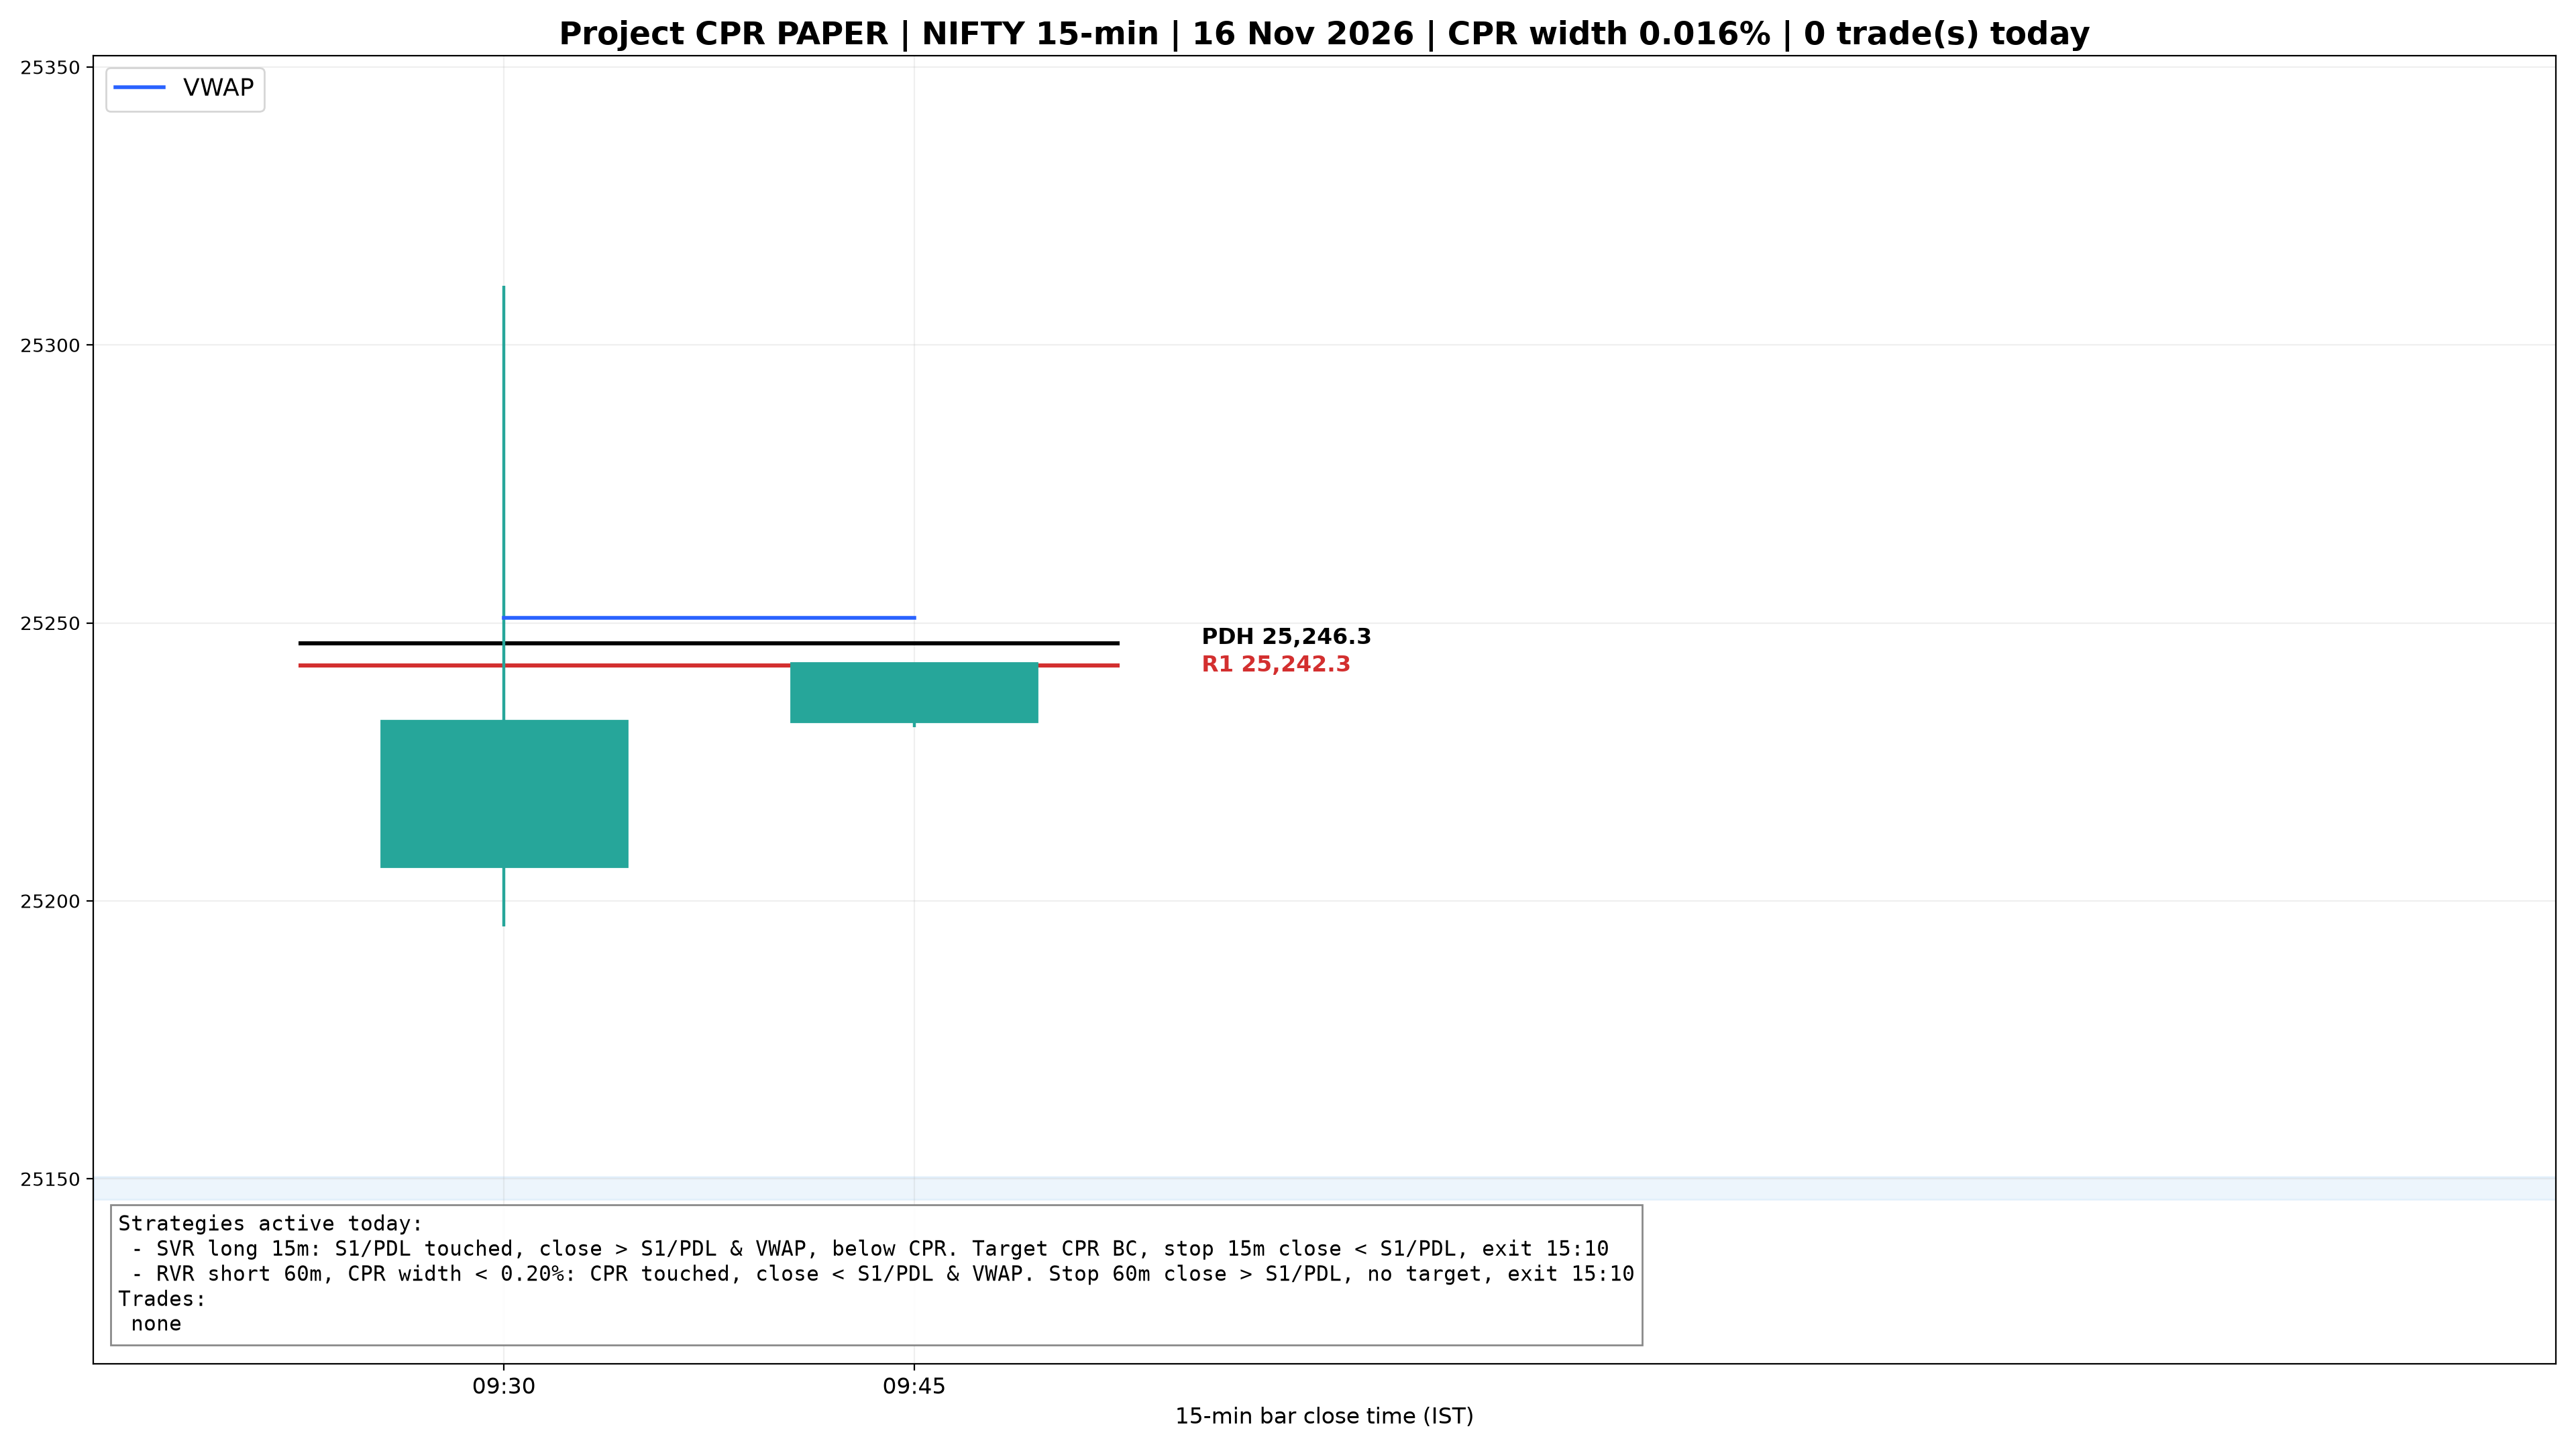 Project CPR PAPER | NIFTY 15-min | 16 Nov 2026 | CPR width 0.016% | 0 trade(s) today
25350
VWAP
25300
25250
PDH 25,246.3
R1 25,242.3
25200
25150
Strategies active today:
- SVR long 15m: S1/PDL touched, close > S1/PDL & VWAP, below CPR. Target CPR BC, stop 15m close < S1/PDL, exit 15:10
- RVR short 60m, CPR width < 0.20%: CPR touched, close < S1/PDL & VWAP. Stop 60m close > S1/PDL, no target, exit 15:10
Trades:
none
09:30 09:45
15-min bar close time (IST)